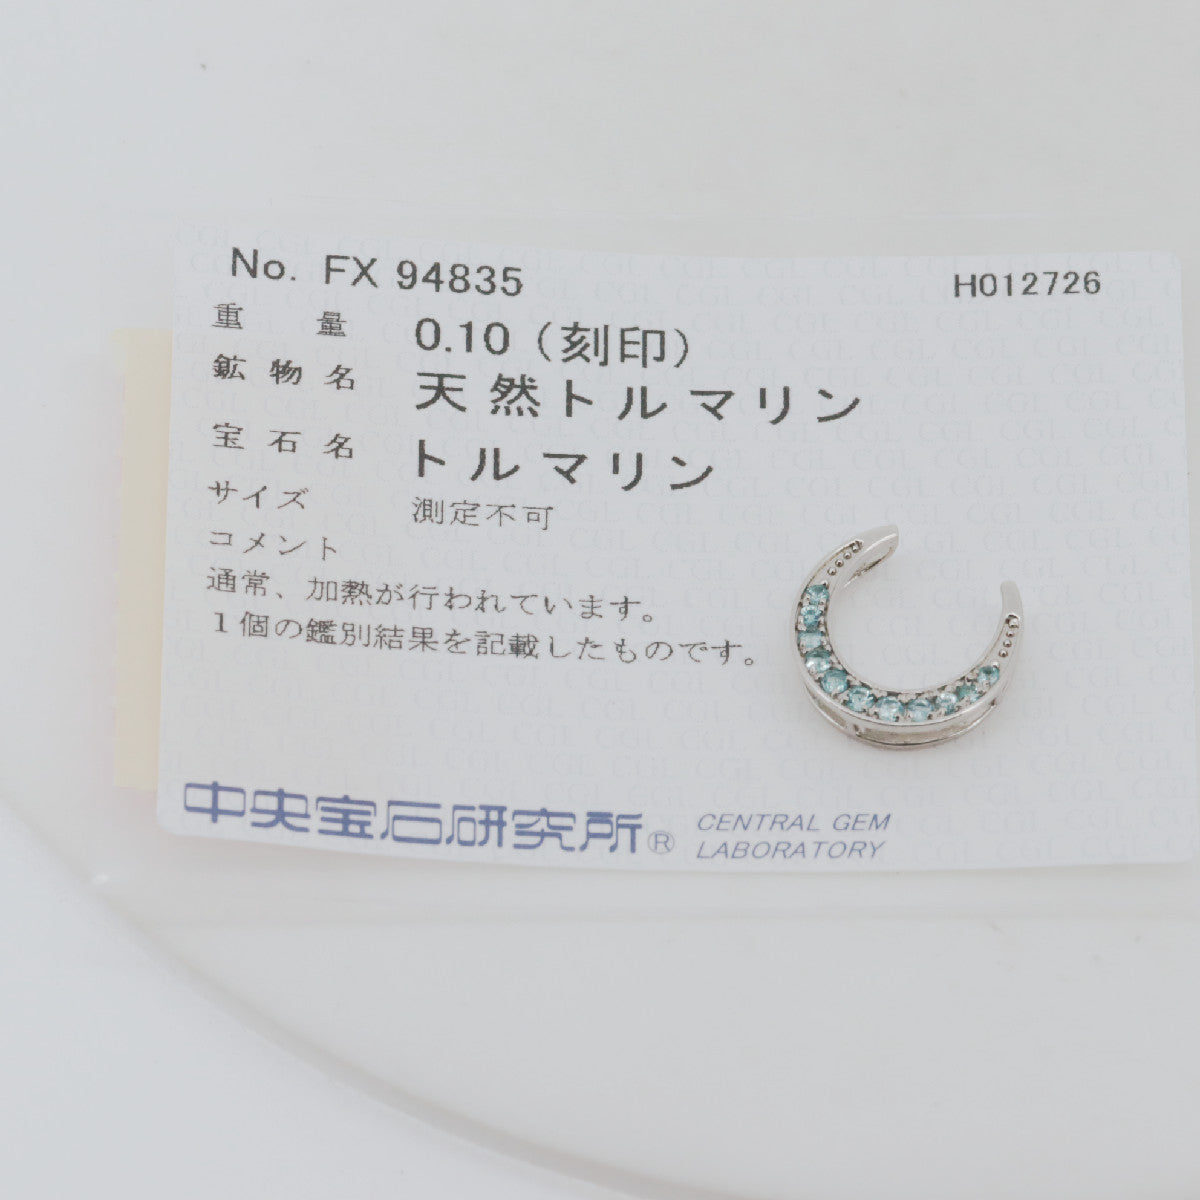 No. FX 94835 H012726
重量 0.10（刻印）
鉱物名 天然トルマリン
宝石名 トルマリン
サイズ 測定不可
コメント
通常、加熱が行われています。
１個の鑑別結果を記載したものです。
中央宝石研究所® CENTRAL GEM
LABORATORY